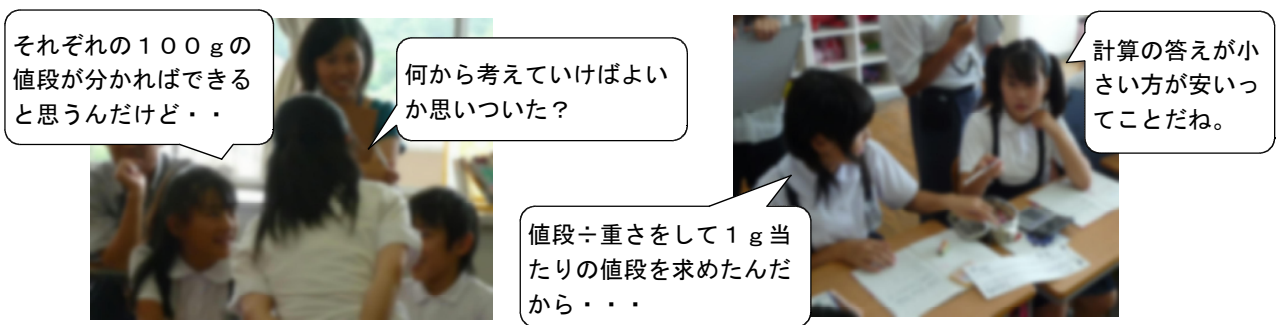 それぞれの１００ｇの
値段が分かればできる
と思うんだけど・・
何から考えていけばよい
か思いついた？
値段÷重さをして１ｇ当
たりの値段を求めたんだ
から・・・
計算の答えが小
さい方が安いっ
てことだね。